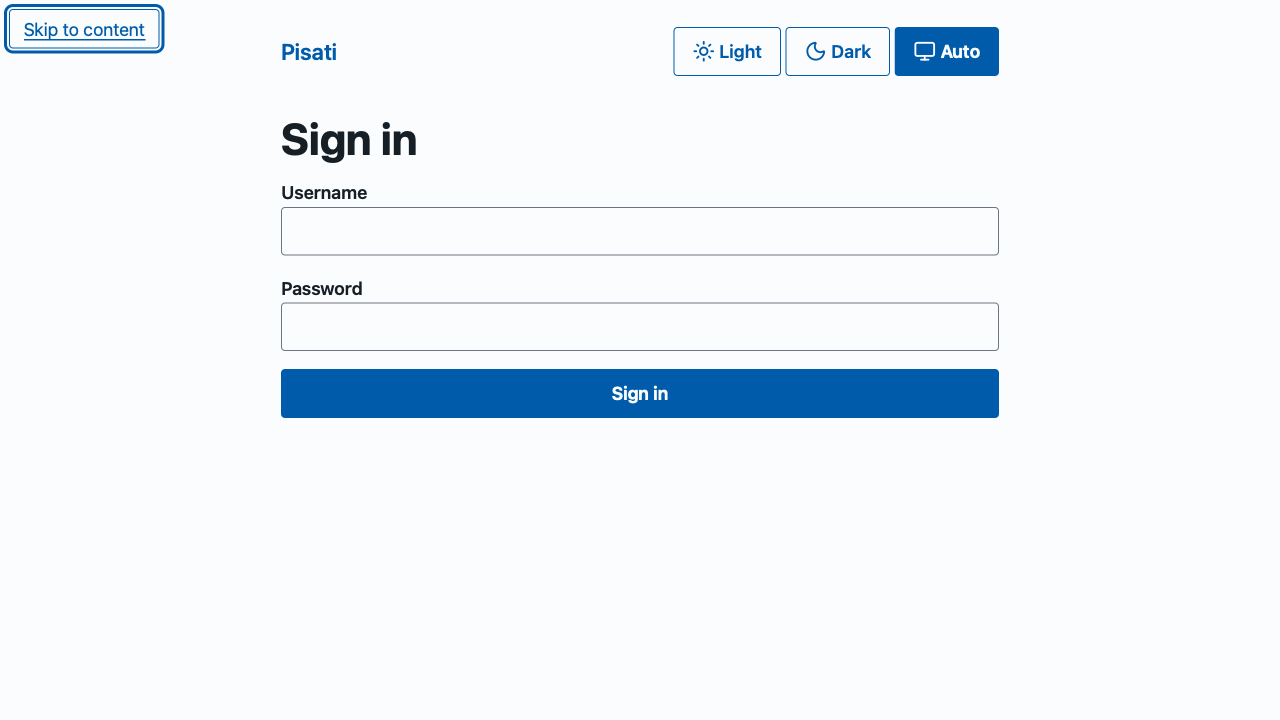 Skip to content
Pisati
Light
Dark
Auto
Sign in
Username
Password
Sign in